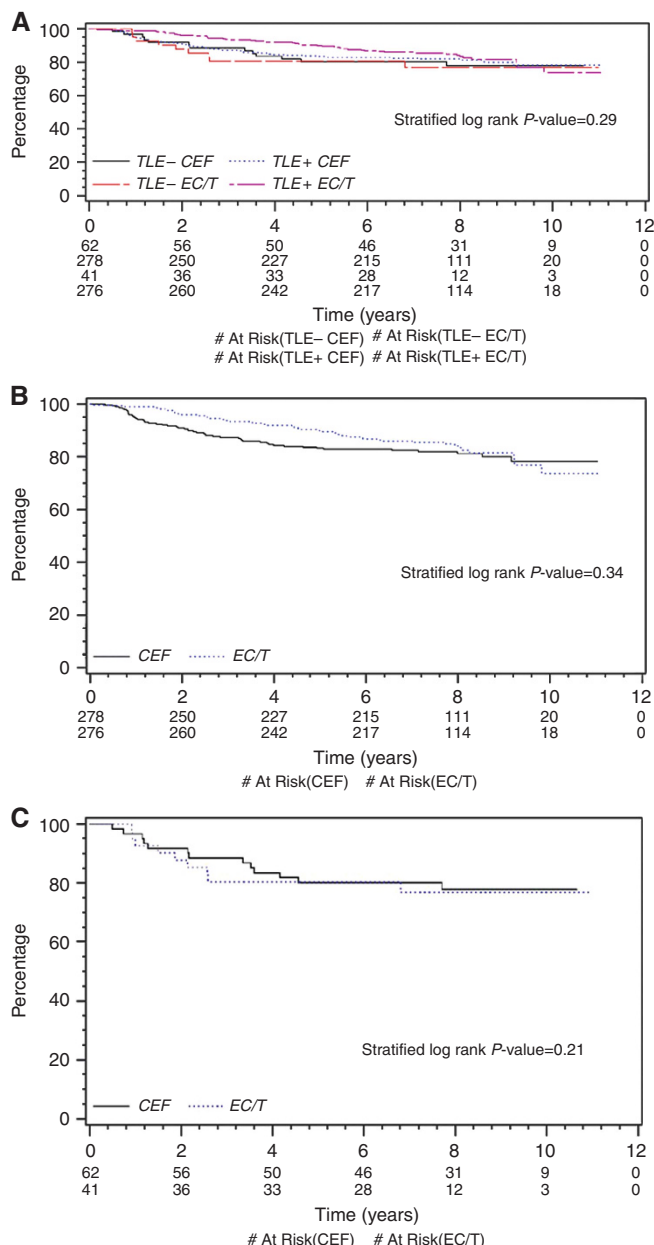 A
100
80
60
40
20
0
Percentage
Stratified log rank P-value=0.29
TLE– CEF TLE+ CEF
TLE– EC/T TLE+ EC/T
0 2 4 6 8 10 12
62 56 50 46 31 9 0
278 250 227 215 111 20 0
41 36 33 28 12 3 0
276 260 242 217 114 18 0
Time (years)
# At Risk(TLE– CEF) # At Risk(TLE– EC/T)
# At Risk(TLE+ CEF) # At Risk(TLE+ EC/T)
B
100
80
60
40
20
0
Percentage
Stratified log rank P-value=0.34
CEF EC/T
0 2 4 6 8 10 12
278 250 227 215 111 20 0
276 260 242 217 114 18 0
Time (years)
# At Risk(CEF) # At Risk(EC/T)
C
100
80
60
40
20
0
Percentage
Stratified log rank P-value=0.21
CEF EC/T
0 2 4 6 8 10 12
62 56 50 46 31 9 0
41 36 33 28 12 3 0
Time (years)
# At Risk(CEF) # At Risk(EC/T)